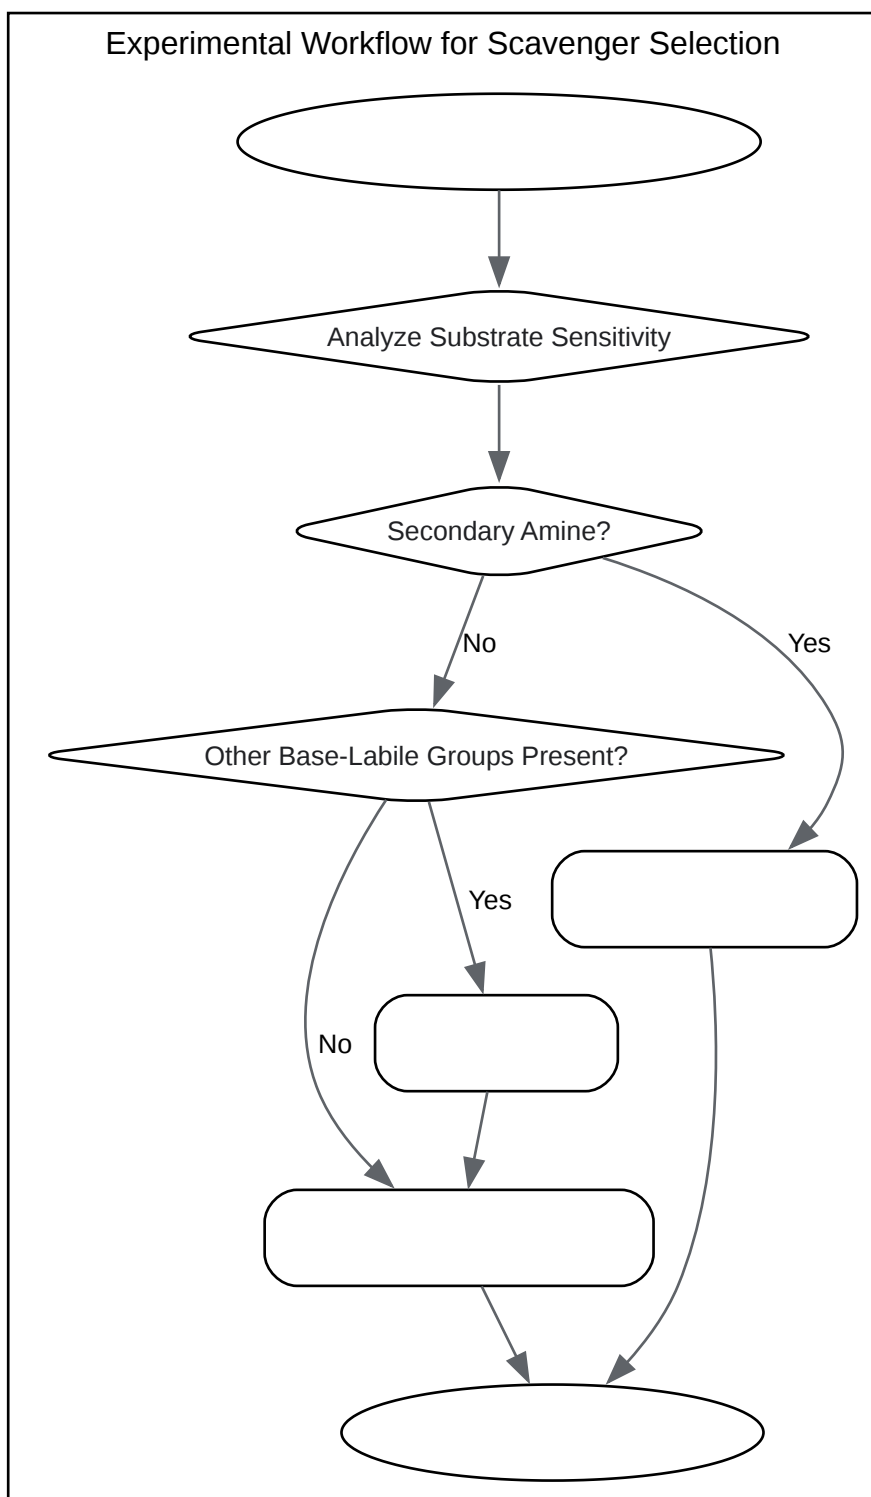 Experimental Workflow for Scavenger Selection
Analyze Substrate Sensitivity
Secondary Amine?
No
Yes
Other Base-Labile Groups Present?
Yes
No